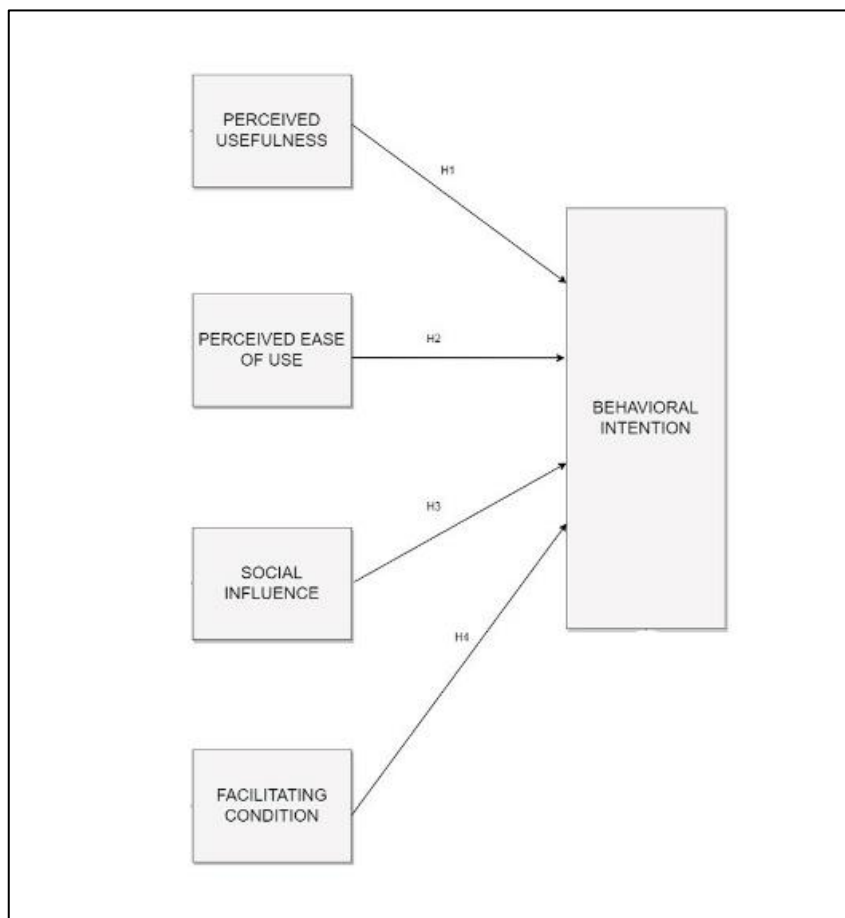 PERCEIVED
USEFULNESS
H1
PERCEIVED EASE
OF USE
H2
BEHAVIORAL
INTENTION
H3
SOCIAL
INFLUENCE
H4
FACILITATING
CONDITION